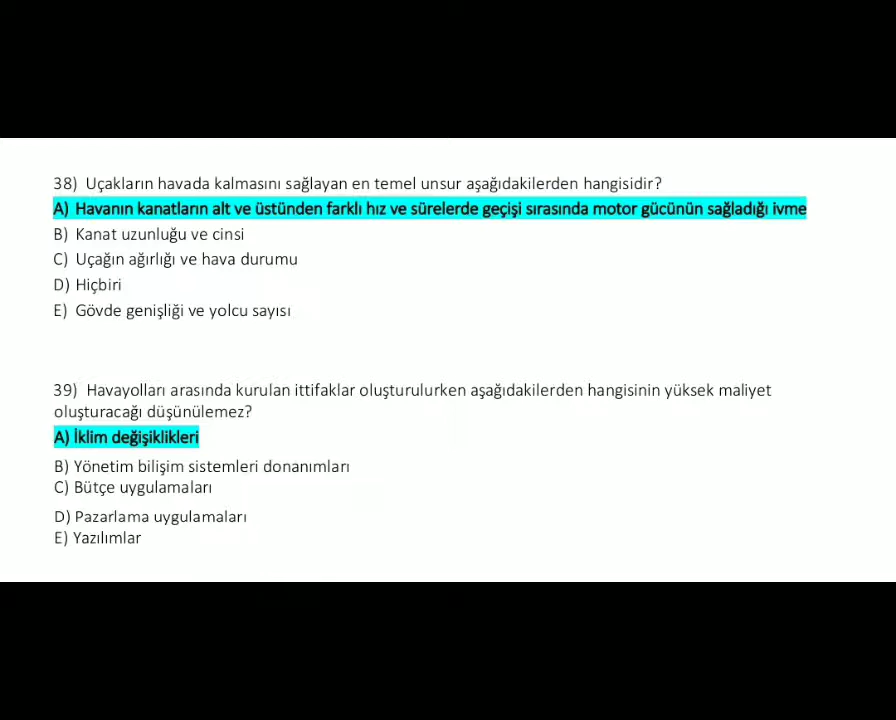 38) Uçakların havada kalmasını sağlayan en temel unsur aşağıdakilerden hangisidir?
A) Havanın kanatların alt ve üstünden farklı hız ve sürelerde geçişi sırasında motor gücünün sağladığı ivme
B) Kanat uzunluğu ve cinsi
C) Uçağın ağırlığı ve hava durumu
D) Hiçbiri
E) Gövde genişliği ve yolcu sayısı
39) Havayolları arasında kurulan ittifaklar oluşturulurken aşağıdakilerden hangisinin yüksek maliyet
oluşturacağı düşünülemez?
A) İklim değişiklikleri
B) Yönetim bilişim sistemleri donanımları
C) Bütçe uygulamaları
D) Pazarlama uygulamaları
E) Yazılımlar